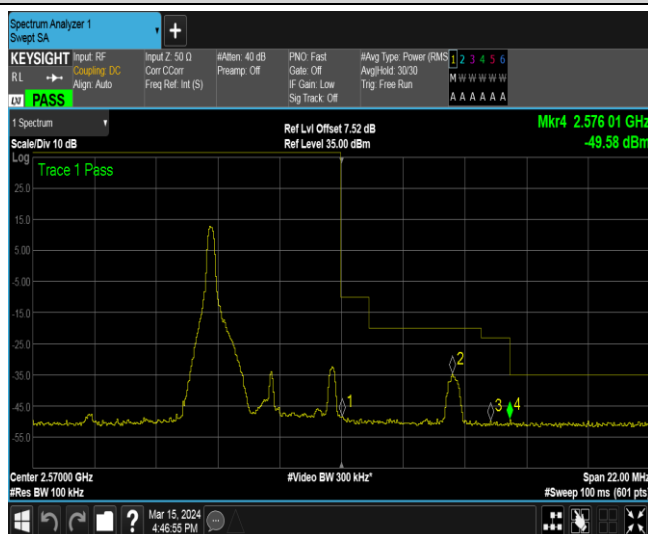 Spectrum Analyzer 1
Swept SA
+
KEYSIGHT
RL
LXI PASS
Input: RF
Coupling: DC
Align: Auto
Input Z: 50 Ω
Corr CCorr
Freq Ref: Int (S)
#Atten: 40 dB
Preamp: Off
PNO: Fast
Gate: Off
IF Gain: Low
Sig Track: Off
#Avg Type: Power (RMS
Avg|Hold: 30/30
Trig: Free Run
1 2 3 4 5 6
M W W W W W
A A A A A A
1 Spectrum
Scale/Div 10 dB
Ref Lvl Offset 7.52 dB
Ref Level 35.00 dBm
Mkr4 2.576 01 GHz
-49.58 dBm
Log
Trace 1 Pass
25.0
15.0
5.00
-5.00
-15.0
-25.0
-35.0
-45.0
-55.0
1
2
3
4
Center 2.57000 GHz
#Res BW 100 kHz
#Video BW 300 kHz*
Span 22.00 MHz
#Sweep 100 ms (601 pts)
?
Mar 15, 2024
4:46:55 PM